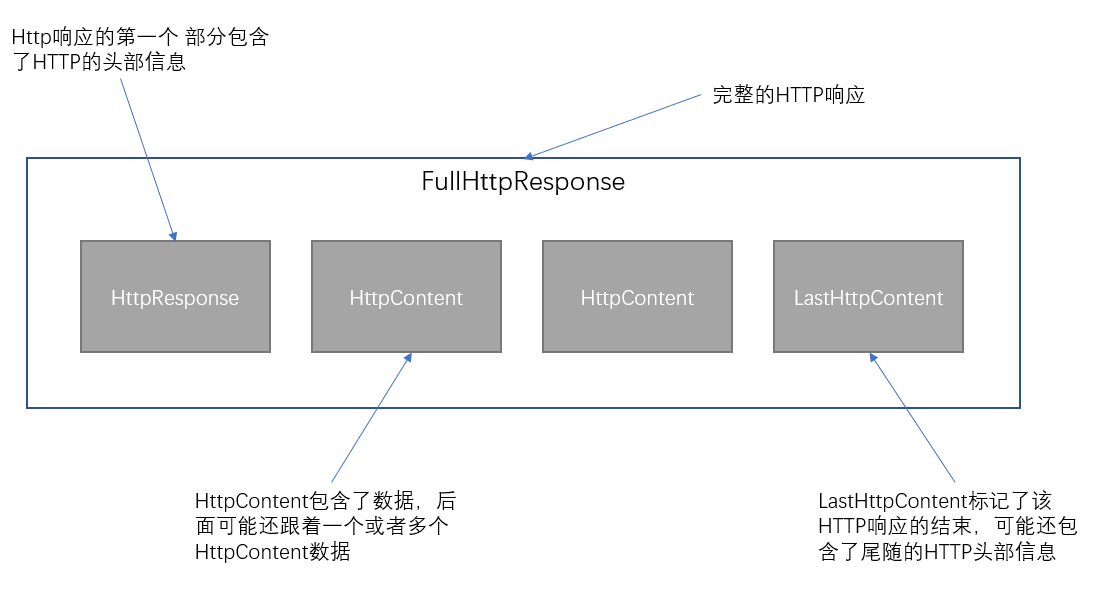 Http响应的第一个 部分包含
了HTTP的头部信息
完整的HTTP响应
FullHttpResponse
HttpResponse
HttpContent
HttpContent
LastHttpContent
HttpContent包含了数据，后
面可能还跟着一个或者多个
HttpContent数据
LastHttpContent标记了该
HTTP响应的结束，可能还包
含了尾随的HTTP头部信息